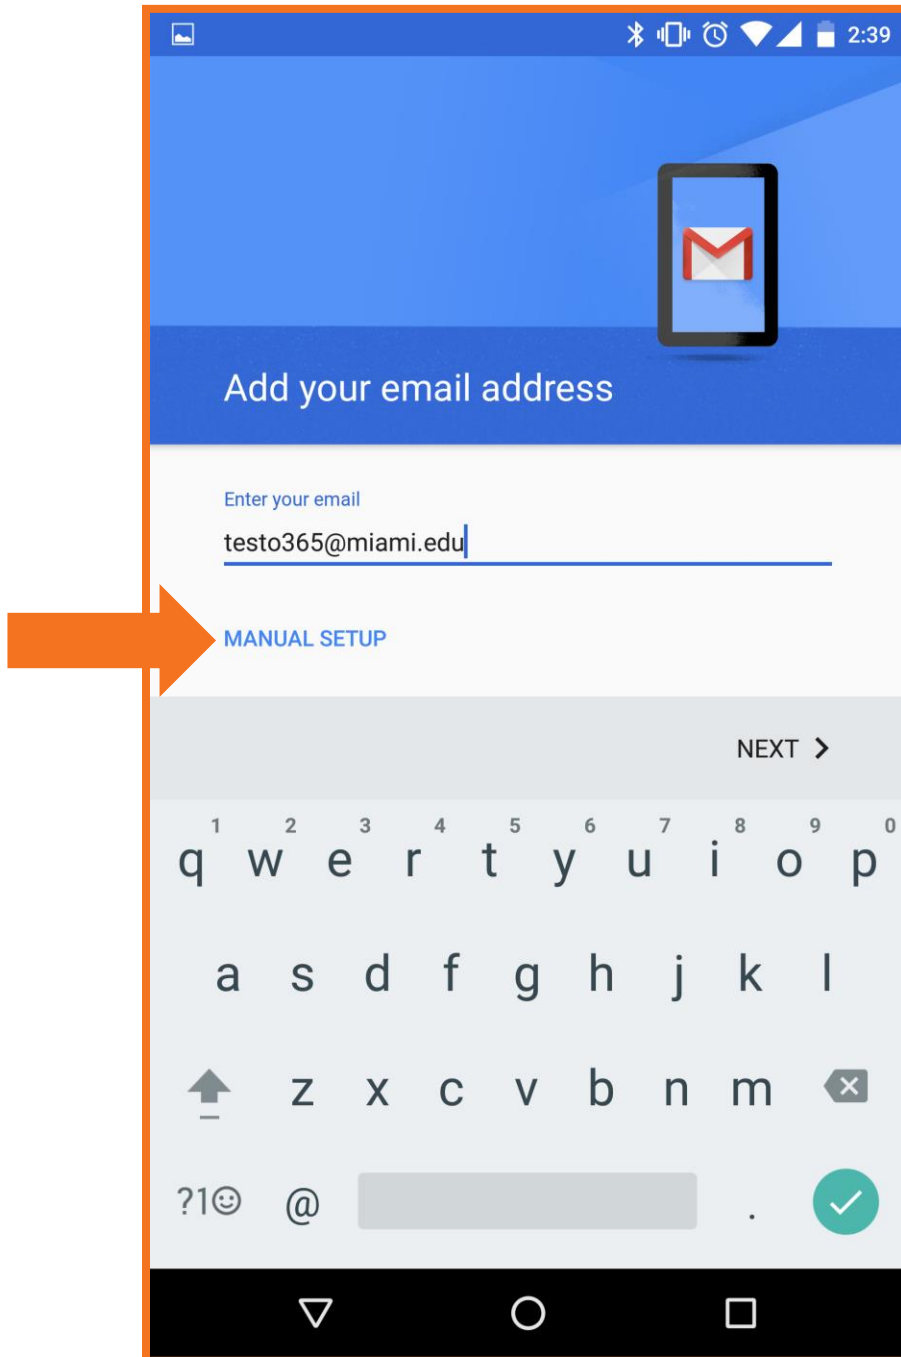 2:39
Add your email address
Enter your email
testo365@miami.edu
MANUAL SETUP
NEXT
1 2 3 4 5 6 7 8 9 0
q w e r t y u i o p
a s d f g h j k l
z x c v b n m
?1☺ @ .